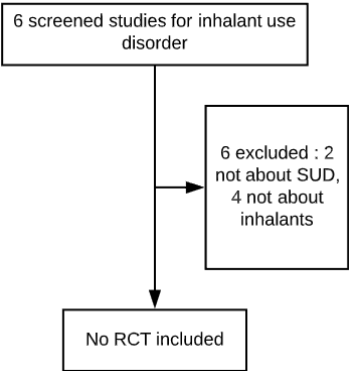 6 screened studies for inhalant use
disorder
6 excluded : 2
not about SUD,
4 not about
inhalants
No RCT included